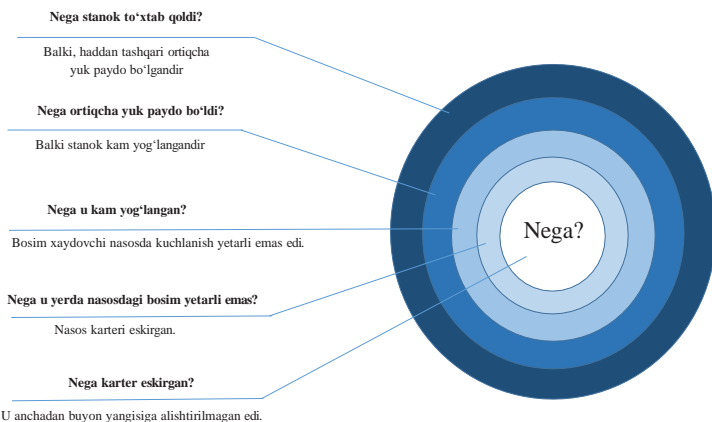 Nega stanok to‘xtab qoldi?
Balki, haddan tashqari ortiqcha
yuk paydo bo‘lgandir
Nega ortiqcha yuk paydo bo‘ldi?
Balki stanok kam yog‘langandir
Nega u kam yog‘langan?
Bosim xaydovchi nasosda kuchlanish yetarli emas edi.
Nega u yerda nasosdagi bosim yetarli emas?
Nasos karteri eskirgan.
Nega karter eskirgan?
U anchadan buyon yangisiga alishtirilmagan edi.
Nega?